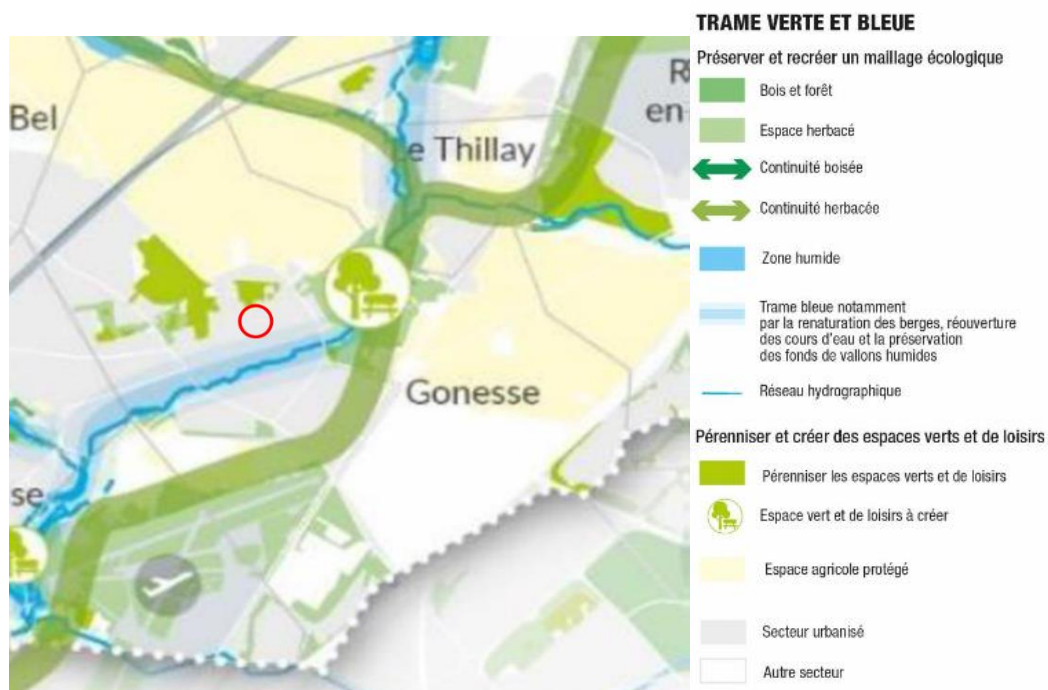 Bel
Le Thillay
R
en-
Gonesse
se
TRAME VERTE ET BLEUE
Préserver et recréer un maillage écologique
Bois et forêt
Espace herbacé
Continuité boisée
Continuité herbacée
Zone humide
Trame bleue notamment
par la renaturation des berges, réouverture
des cours d'eau et la préservation
des fonds de vallons humides
Réseau hydrographique
Pérenniser et créer des espaces verts et de loisirs
Pérenniser les espaces verts et de loisirs
Espace vert et de loisirs à créer
Espace agricole protégé
Secteur urbanisé
Autre secteur